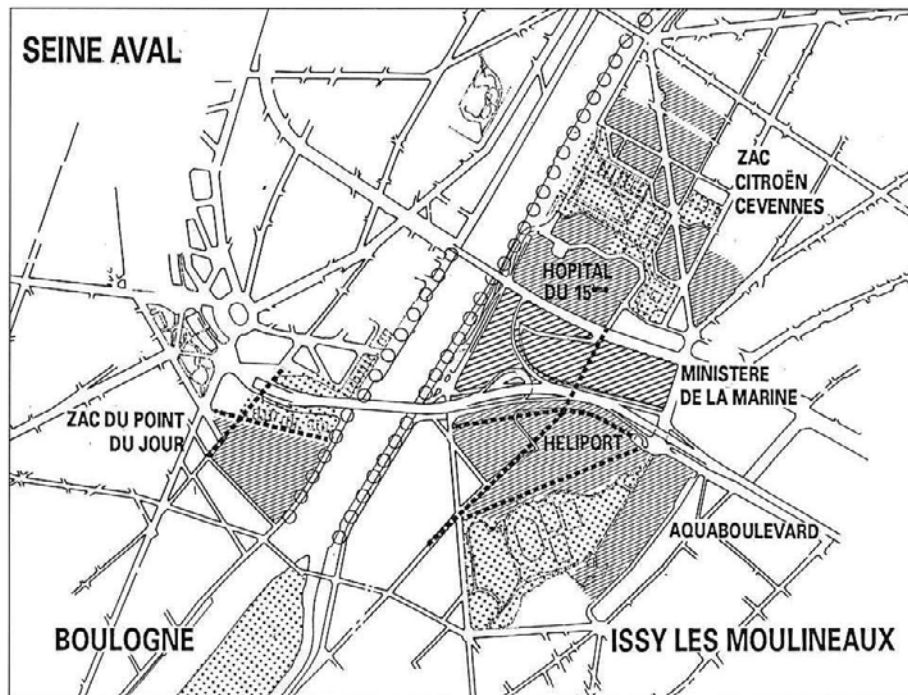 SEINE AVAL
ZAC
CITROËN
CEVENNES
HOPITAL
DU 15ème
MINISTERE
DE LA MARINE
ZAC DU POINT
DU JOUR
HELIPORT
AQUABOULEVARD
BOULOGNE
ISSY LES MOULINEAUX